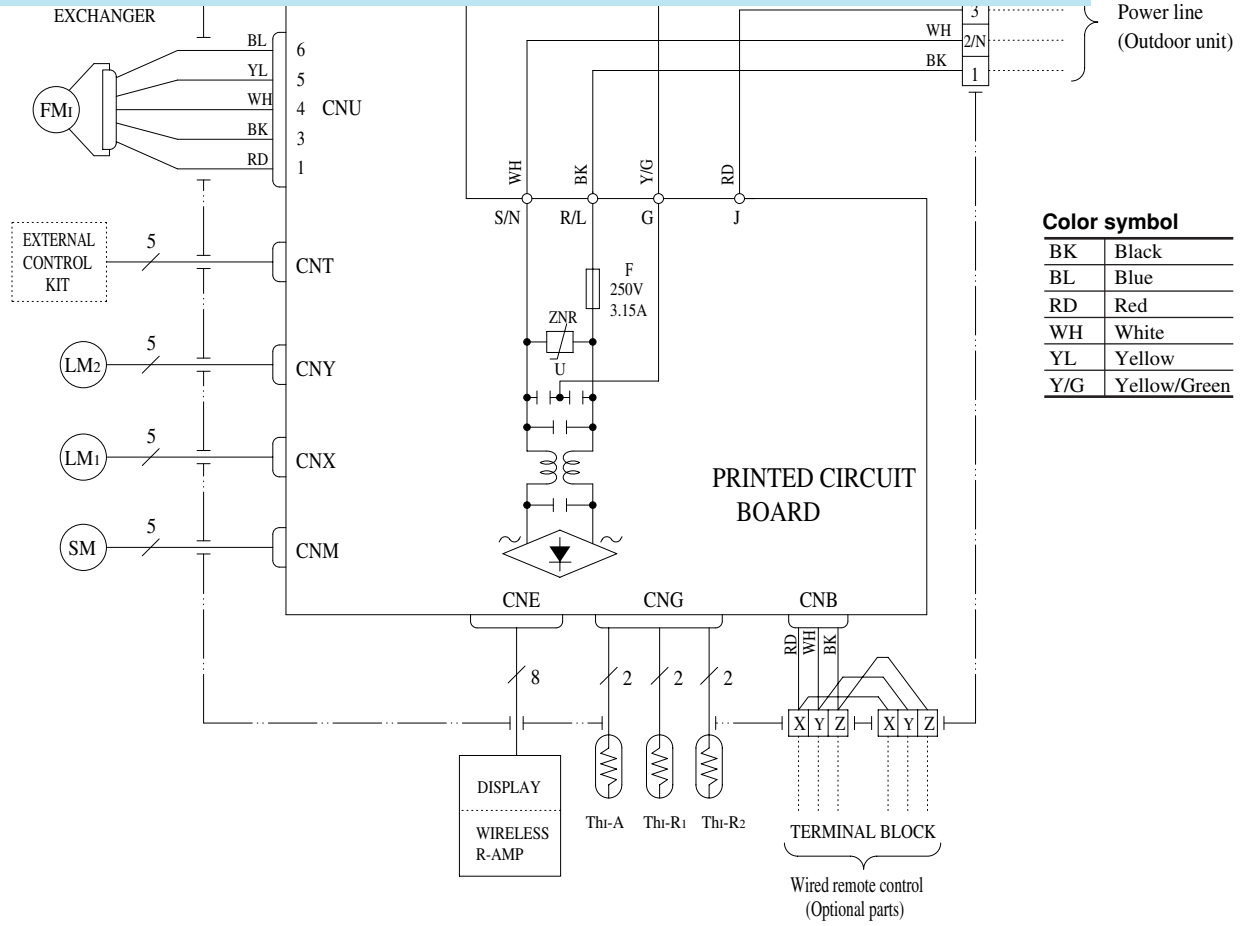 EXCHANGER
3
Power line
(Outdoor unit)
WH
2/N
BK
1
BL
6
YL
5
FMI
WH
4
CNU
BK
3
RD
1
WH
BK
Y/G
RD
S/N
R/L
G
J
EXTERNAL
CONTROL
KIT
5
CNT
F
250V
3.15A
ZNR
U
Color symbol
BK Black
BL Blue
RD Red
WH White
YL Yellow
Y/G Yellow/Green
LM2
5
CNY
LM1
5
CNX
SM
5
CNM
PRINTED CIRCUIT
BOARD
CNE
CNG
CNB
RD
WH
BK
8
2
2
2
X Y Z
X Y Z
DISPLAY
WIRELESS
R-AMP
ThI-A
ThI-R1
ThI-R2
TERMINAL BLOCK
Wired remote control
(Optional parts)